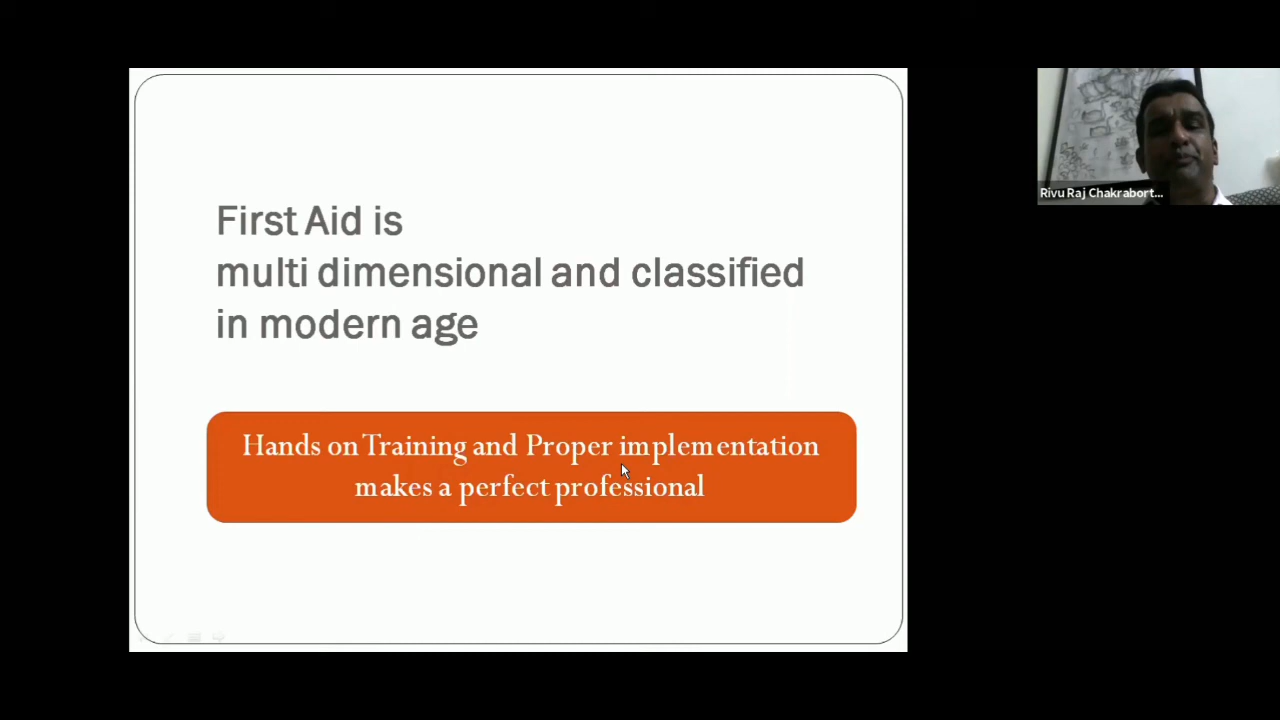 First Aid is
multi dimensional and classified
in modern age
Hands on Training and Proper implementation
makes a perfect professional
Rivu Raj Chakrabort...